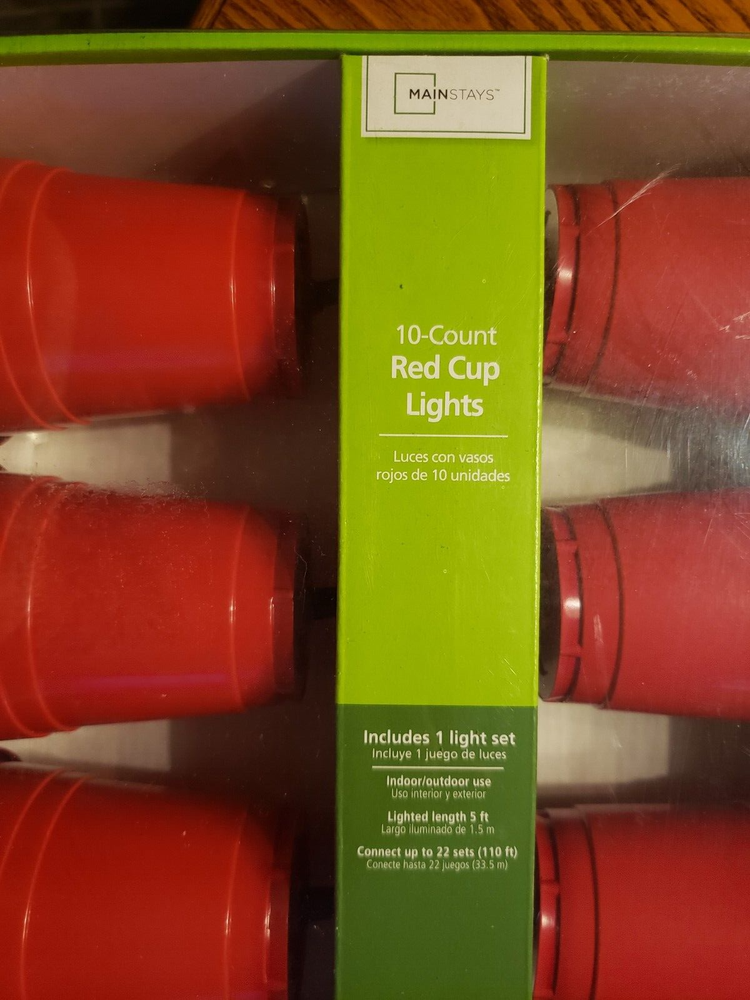 MAINSTAYS™
10-Count
Red Cup
Lights
Luces con vasos
rojos de 10 unidades
Includes 1 light set
Incluye 1 juego de luces
Indoor/outdoor use
Uso interior y exterior
Lighted length 5 ft
Largo iluminado de 1.5 m
Connect up to 22 sets (110 ft)
Conecte hasta 22 juegos (33.5 m)